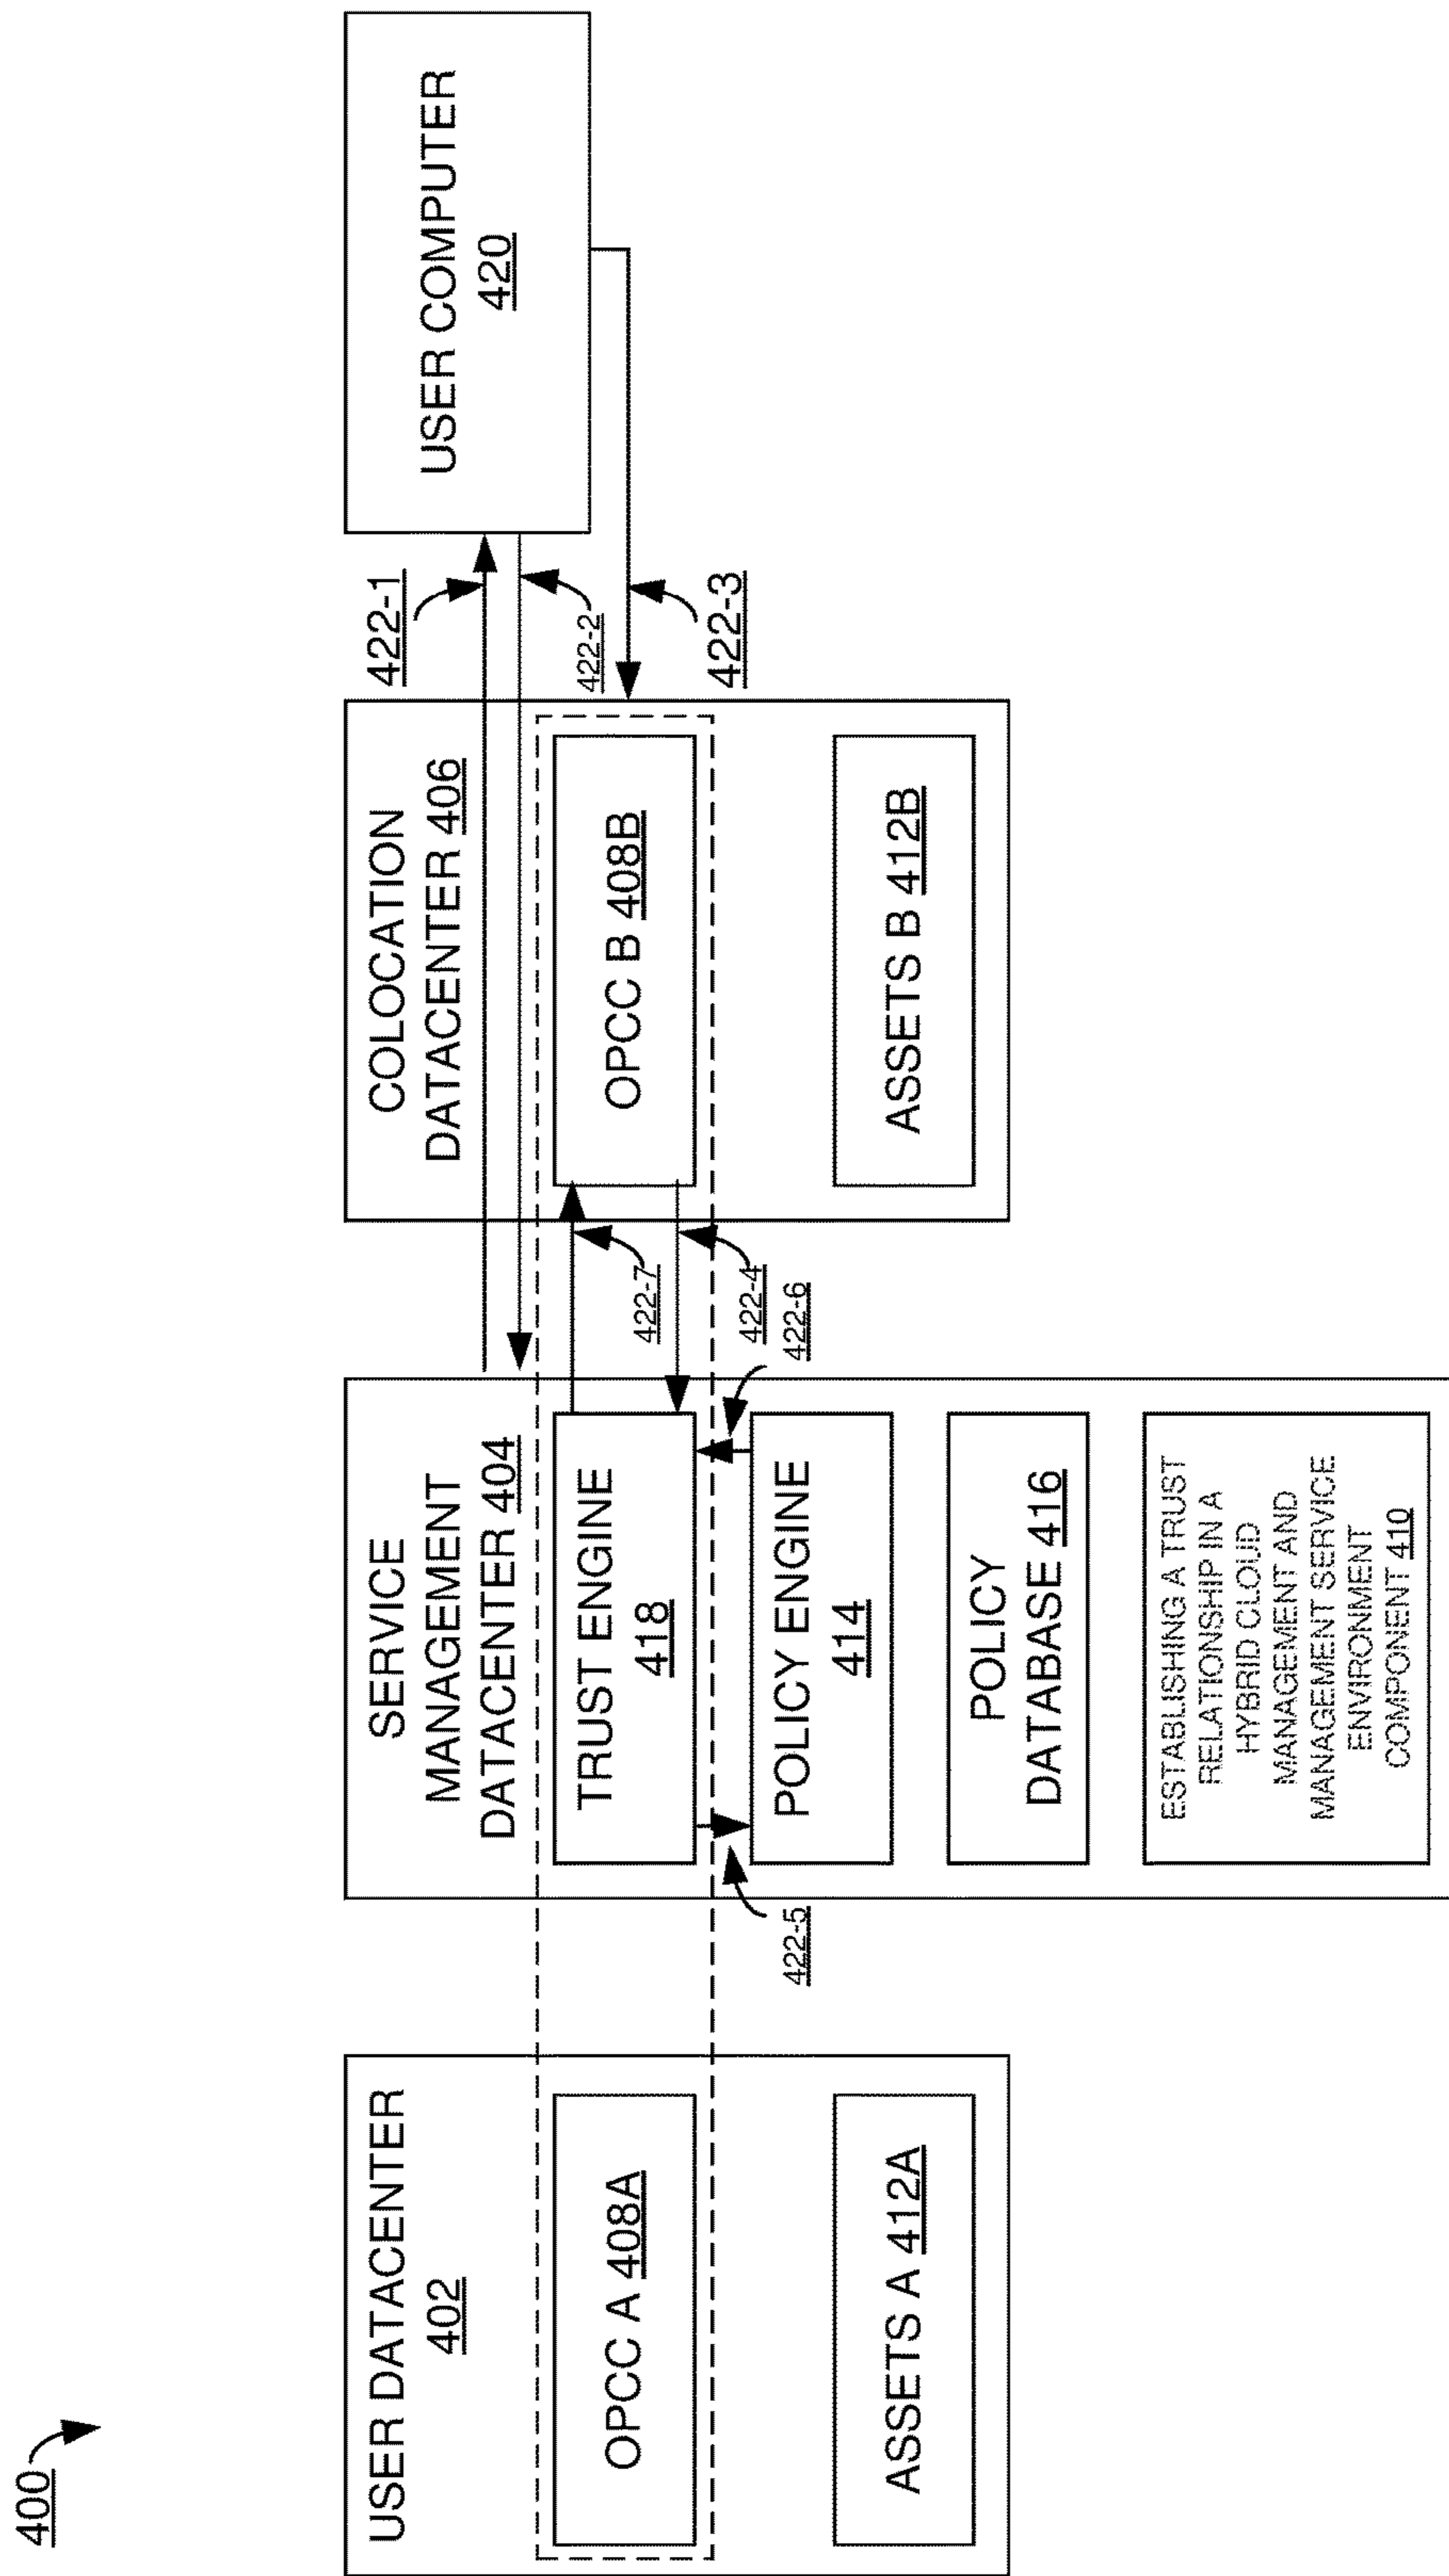 400
USER DATACENTER
402
OPCC A 408A
ASSETS A 412A
SERVICE
MANAGEMENT
DATACENTER 404
TRUST ENGINE
418
422-5
422-6
POLICY ENGINE
414
POLICY
DATABASE 416
ESTABLISHING A TRUST
RELATIONSHIP IN A
HYBRID CLOUD
MANAGEMENT AND
MANAGEMENT SERVICE
ENVIRONMENT
COMPONENT 410
422-7
422-4
COLOCATION
DATACENTER 406
OPCC B 408B
ASSETS B 412B
422-1
422-2
422-3
USER COMPUTER
420